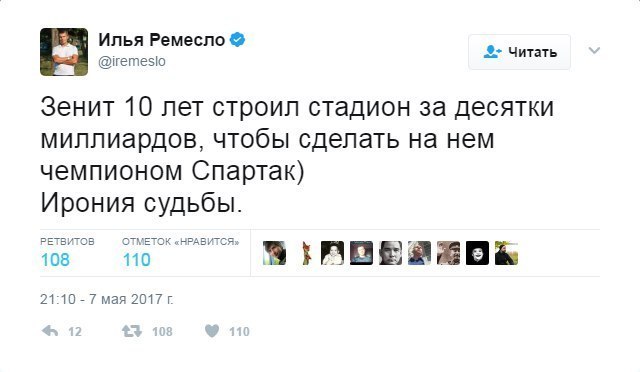 Илья Ремесло
@iremeslo
Читать
Зенит 10 лет строил стадион за десятки
миллиардов, чтобы сделать на нем
чемпионом Спартак)
Ирония судьбы.
РЕТВИТОВ
108
ОТМЕТОК «НРАВИТСЯ»
110
21:10 - 7 мая 2017 г.
12
108
110